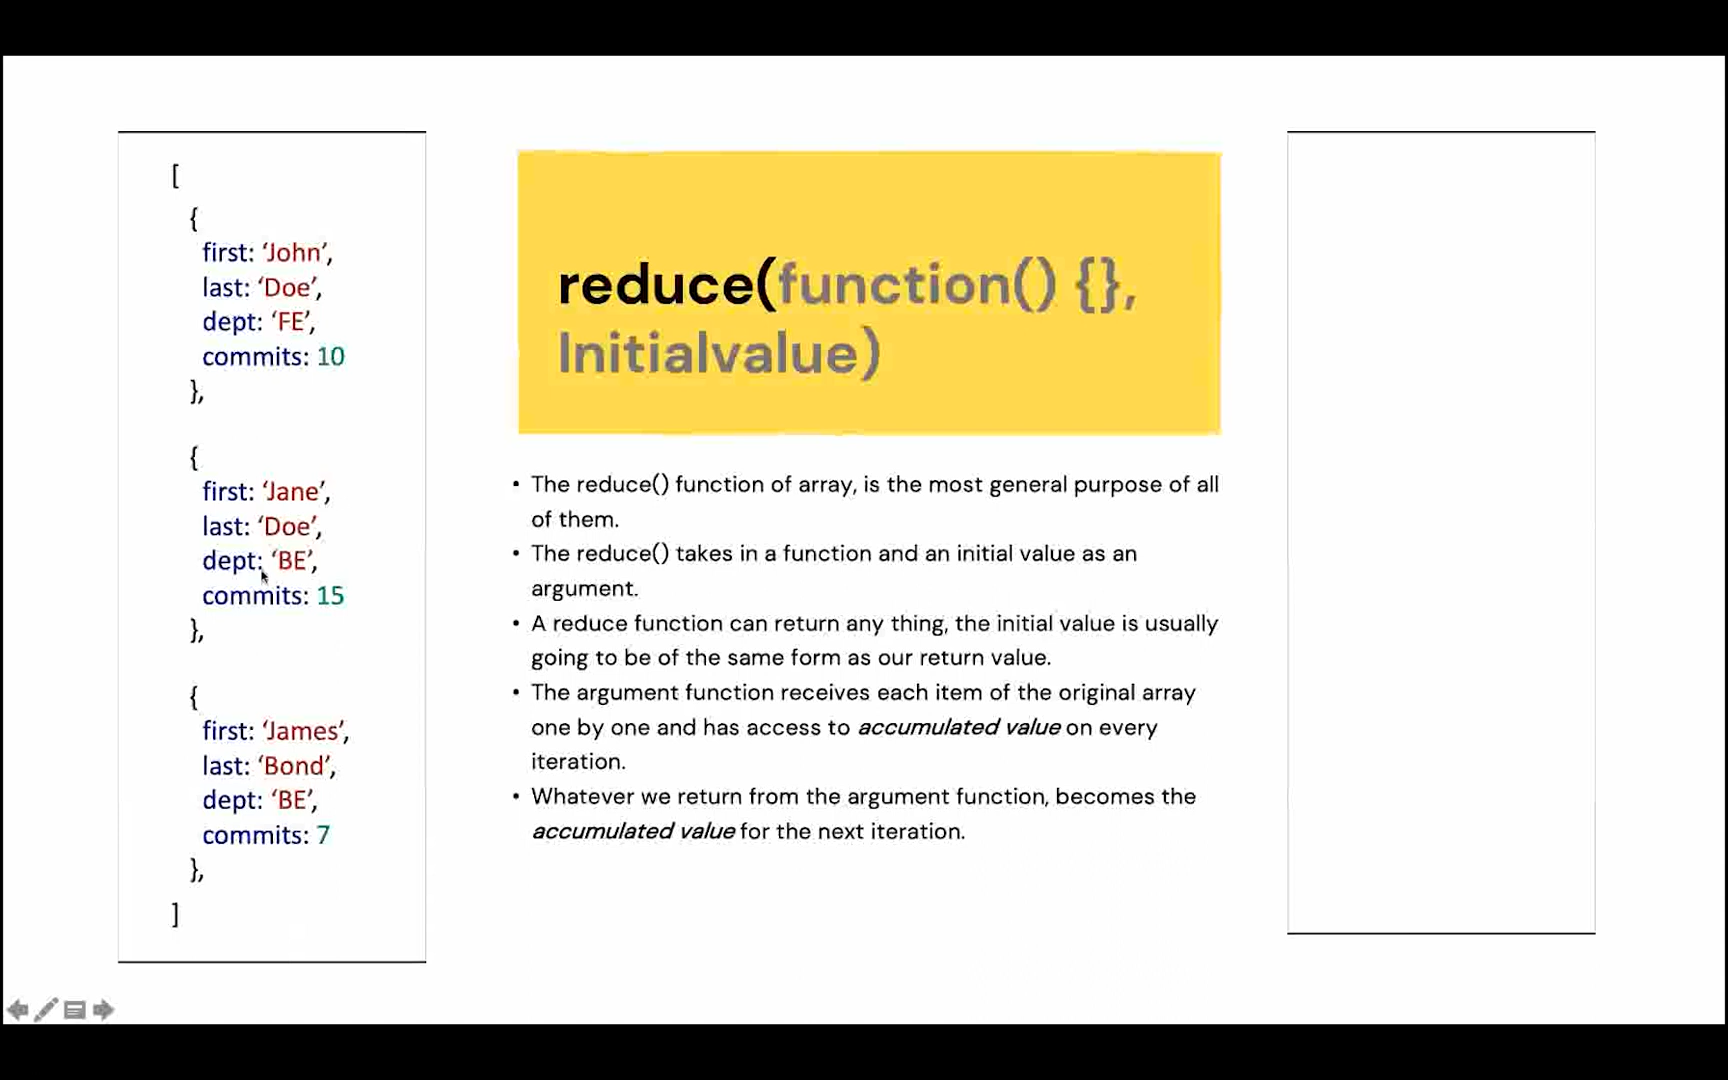 [
{
first: ‘John’,
last: ‘Doe’,
dept: ‘FE’,
commits: 10
},
{
first: ‘Jane’,
last: ‘Doe’,
dept: ‘BE’,
commits: 15
},
{
first: ‘James’,
last: ‘Bond’,
dept: ‘BE’,
commits: 7
},
]
reduce(function() {},
Initialvalue)
• The reduce() function of array, is the most general purpose of all
of them.
• The reduce() takes in a function and an initial value as an
argument.
• A reduce function can return any thing, the initial value is usually
going to be of the same form as our return value.
• The argument function receives each item of the original array
one by one and has access to accumulated value on every
iteration.
• Whatever we return from the argument function, becomes the
accumulated value for the next iteration.